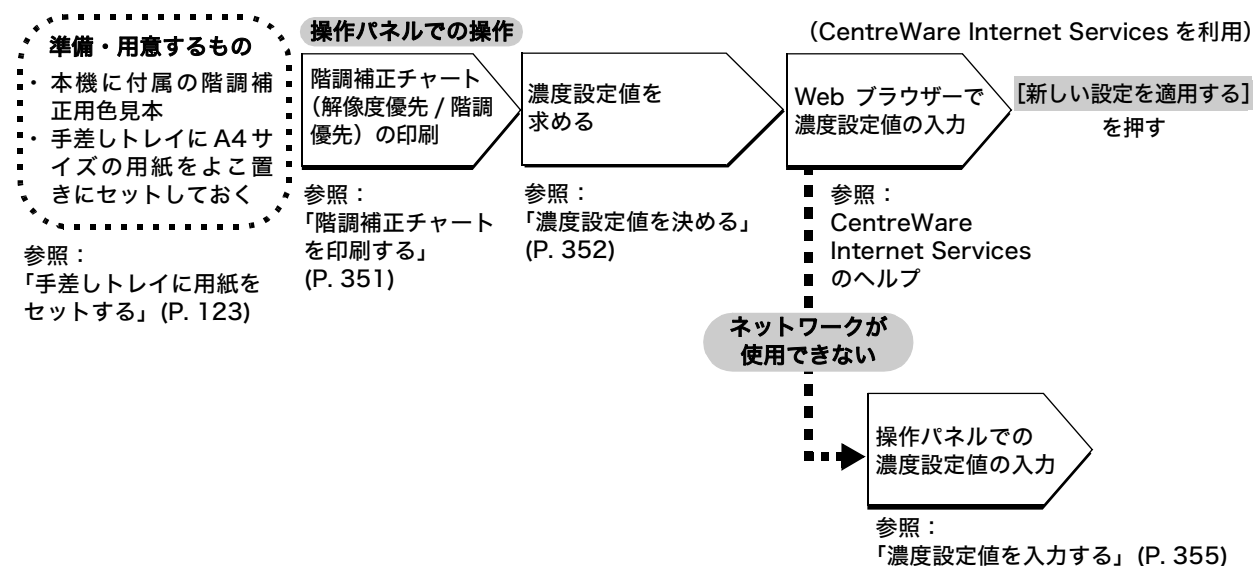 準備・用意するもの
・ 本機に付属の階調補
正用色見本
・ 手差しトレイに A4 サ
イズの用紙をよこ置
きにセットしておく
参照：
「手差しトレイに用紙を
セットする」(P. 123)
操作パネルでの操作
階調補正チャート
（解像度優先 / 階調
優先）の印刷
参照：
「階調補正チャート
を印刷する」
(P. 351)
濃度設定値を
求める
参照：
「濃度設定値を決める」
(P. 352)
（CentreWare Internet Services を利用）
Web ブラウザーで
濃度設定値の入力
参照：
CentreWare
Internet Services
のヘルプ
［新しい設定を適用する］
を押す
ネットワークが
使用できない
操作パネルでの
濃度設定値の入力
参照：
「濃度設定値を入力する」(P. 355)